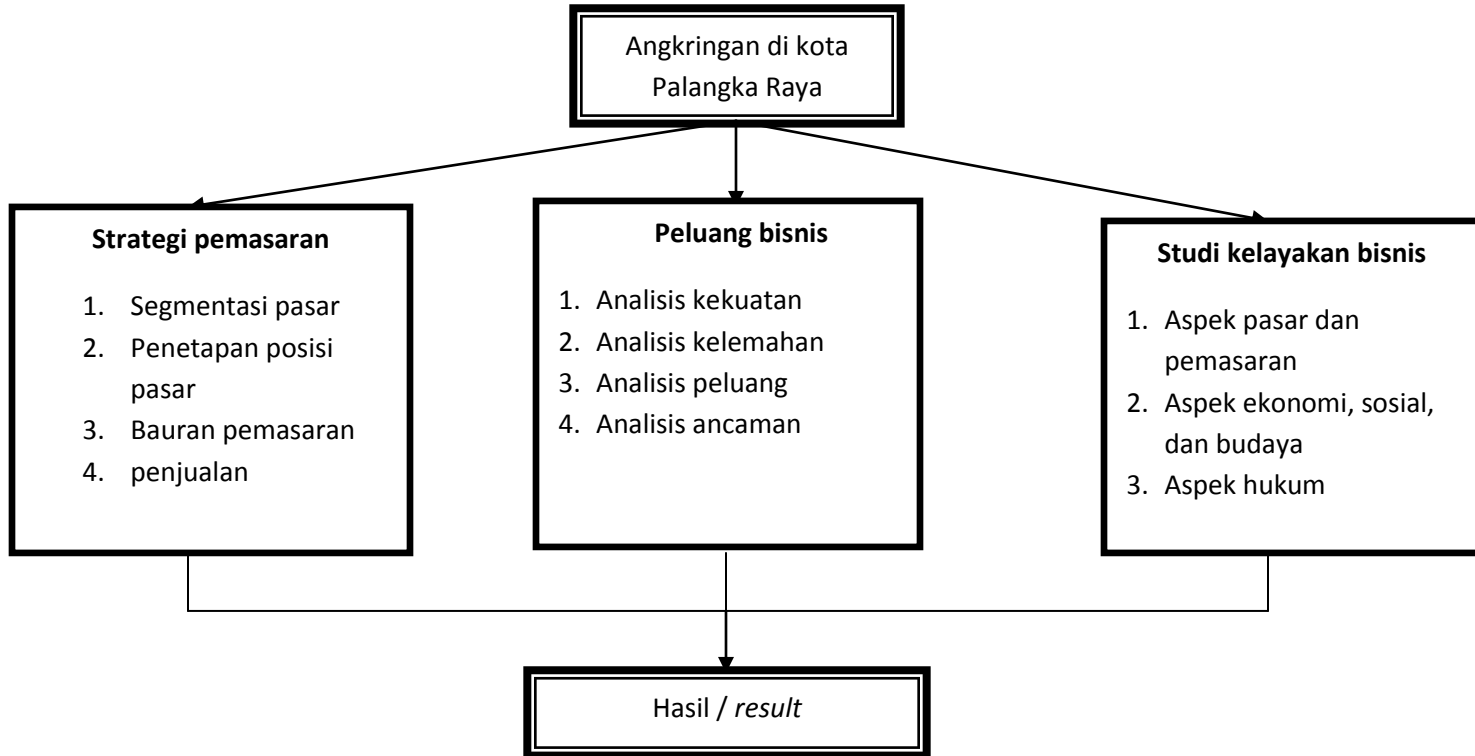 Angkringan di kota
Palangka Raya
Strategi pemasaran
1. Segmentasi pasar
2. Penetapan posisi
pasar
3. Bauran pemasaran
4. penjualan
Peluang bisnis
1. Analisis kekuatan
2. Analisis kelemahan
3. Analisis peluang
4. Analisis ancaman
Studi kelayakan bisnis
1. Aspek pasar dan
pemasaran
2. Aspek ekonomi, sosial,
dan budaya
3. Aspek hukum
Hasil / result